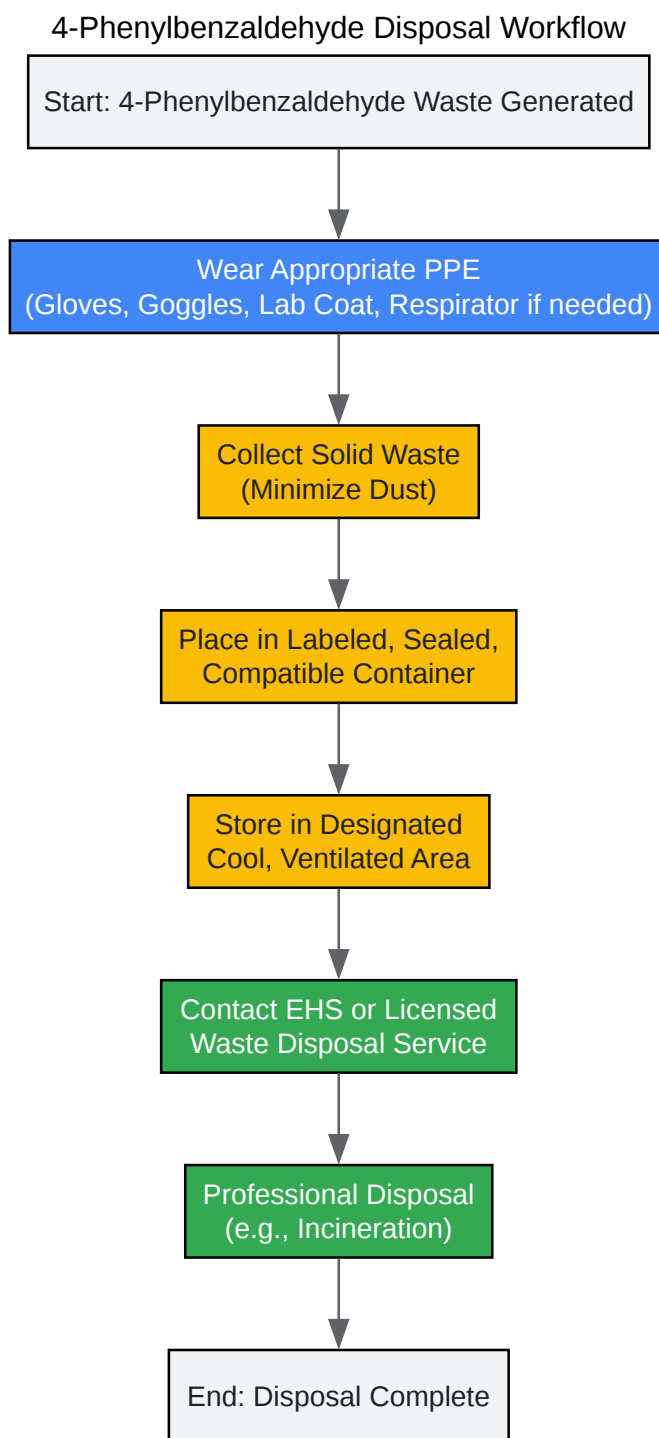 4-Phenylbenzaldehyde Disposal Workflow
Start: 4-Phenylbenzaldehyde Waste Generated
Wear Appropriate PPE
(Gloves, Goggles, Lab Coat, Respirator if needed)
Collect Solid Waste
(Minimize Dust)
Place in Labeled, Sealed,
Compatible Container
Store in Designated
Cool, Ventilated Area
Contact EHS or Licensed
Waste Disposal Service
Professional Disposal
(e.g., Incineration)
End: Disposal Complete